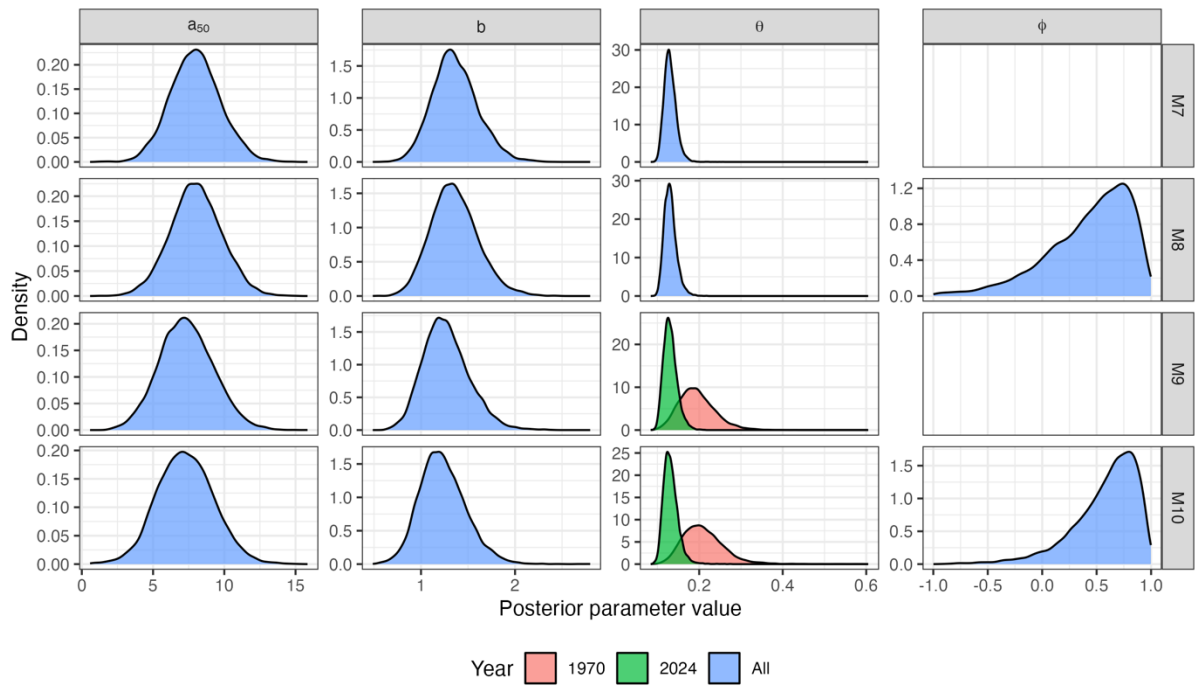 a₅₀ b θ ϕ
0.20 0.15 0.10 0.05 0.00
1.5 1.0 0.5 0.0
30 20 10 0
M7
0.20 0.15 0.10 0.05 0.00
1.5 1.0 0.5 0.0
30 20 10 0
1.2 0.8 0.4 0.0
M8
Density
0.20 0.15 0.10 0.05 0.00
1.5 1.0 0.5 0.0
20 10 0
M9
0.20 0.15 0.10 0.05 0.00
1.5 1.0 0.5 0.0
25 20 15 10 5 0
1.5 1.0 0.5 0.0
M10
0 5 10 15 1 2 0.2 0.4 0.6 -1.0 -0.5 0.0 0.5 1.0
Posterior parameter value
Year 1970 2024 All